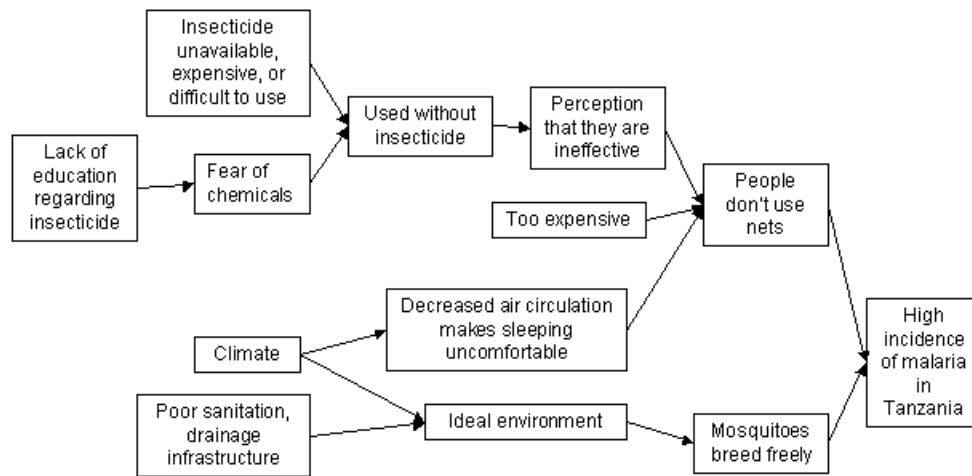 Insecticide
unavailable,
expensive, or
difficult to use
Used without
insecticide
Perception
that they are
ineffective
Lack of
education
regarding
insecticide
Fear of
chemicals
People
don't use
nets
Too expensive
Decreased air circulation
makes sleeping
uncomfortable
High
incidence
of malaria
in
Tanzania
Climate
Poor sanitation,
drainage
infrastructure
Ideal environment
Mosquitoes
breed freely